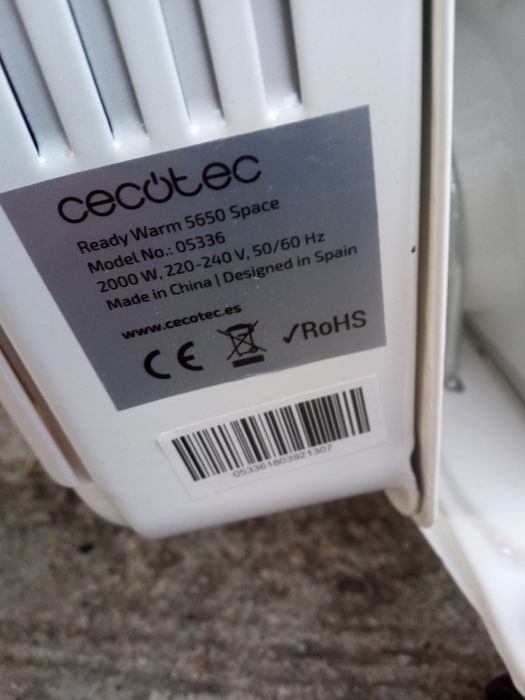 cecotec
Ready Warm 5650 Space
Model No.: 05336
2000 W, 220-240 V, 50/60 Hz
Made in China | Designed in Spain
www.cecotec.es
CE ✓RoHS
053361803921307